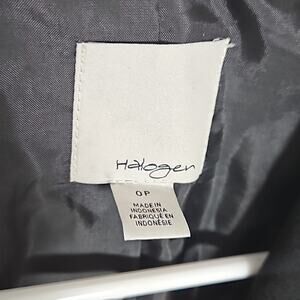 Halogen
0P
MADE IN
INDONESIA
FABRIQUÉ EN
INDONÉSIE